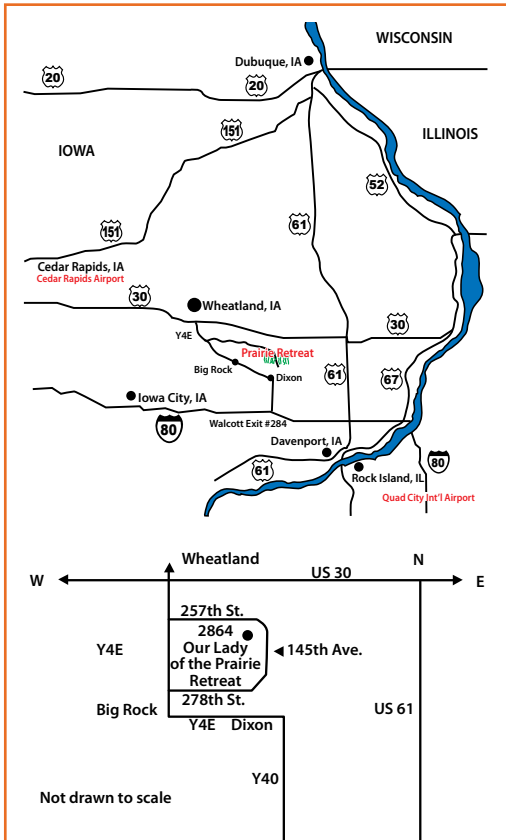 WISCONSIN
Dubuque, IA
20
20
151
ILLINOIS
IOWA
52
61
151
Cedar Rapids, IA
Cedar Rapids Airport
30
Wheatland, IA
30
Y4E
Prairie Retreat
Big Rock
Dixon
61
67
Iowa City, IA
Walcott Exit #284
80
Davenport, IA
61
Rock Island, IL
80
Quad City Int'l Airport
Wheatland
N
W
US 30
E
257th St.
2864
Our Lady
of the Prairie
Retreat
145th Ave.
Y4E
278th St.
Big Rock
US 61
Y4E Dixon
Y40
Not drawn to scale